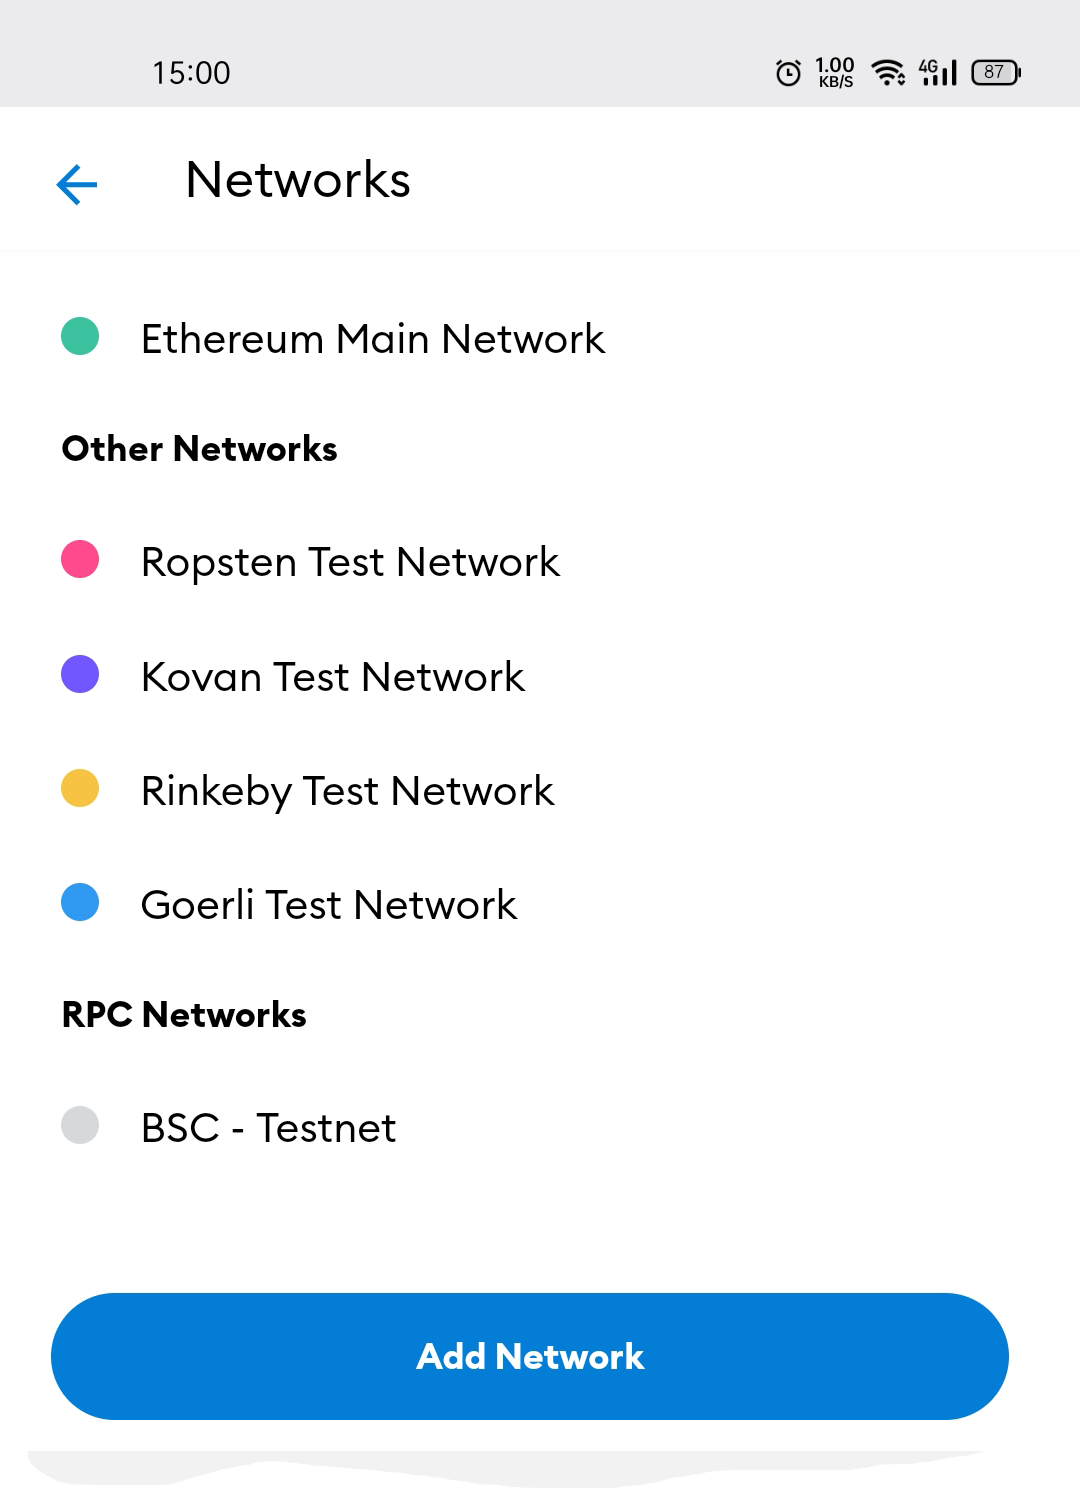 15:00
1.00
KB/S
4G
87
Networks
Ethereum Main Network
Other Networks
Ropsten Test Network
Kovan Test Network
Rinkeby Test Network
Goerli Test Network
RPC Networks
BSC - Testnet
Add Network